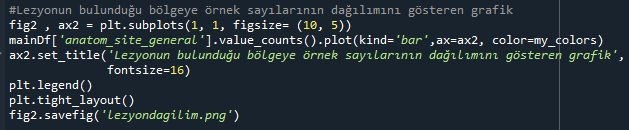 #Lezyonun bulunduğu bölgeye örnek sayılarının dağılımını gösteren grafik
fig2 , ax2 = plt.subplots(1, 1, figsize= (10, 5))
mainDf['anatom_site_general'].value_counts().plot(kind='bar',ax=ax2, color=my_colors)
ax2.set_title('Lezyonun bulunduğu bölgeye örnek sayılarının dağılımını gösteren grafik',
fontsize=16)
plt.legend()
plt.tight_layout()
fig2.savefig('lezyondagilim.png')